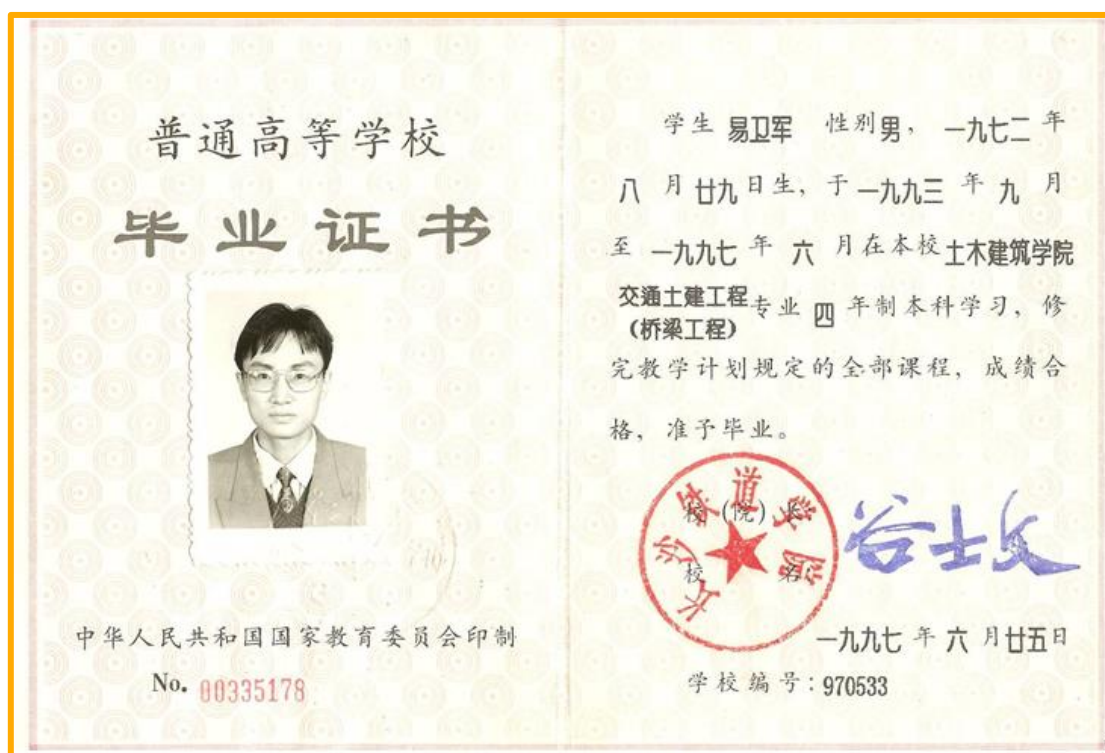 普通高等学校
毕业证书
中华人民共和国国家教育委员会印制
No. 00335178
学生 易卫军 性别男， 一九七二 年
八 月 廿九 日生，于 一九九三 年 九 月
至 一九九七 年 六 月在本校 土木建筑学院
交通土建工程
(桥梁工程) 专业 四 年制本科学习，修
完教学计划规定的全部课程，成绩合
格，准予毕业。
校（院）长
谷士文
校 名：
长沙铁道学院
一九九七 年 六 月 廿五 日
学校编号：970533